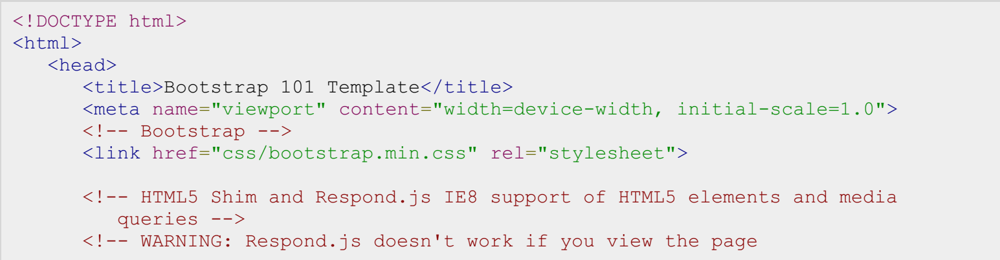 <!DOCTYPE html>
<html>
   <head>
      <title>Bootstrap 101 Template</title>
      <meta name="viewport" content="width=device-width, initial-scale=1.0">
      <!-- Bootstrap -->
      <link href="css/bootstrap.min.css" rel="stylesheet">

      <!-- HTML5 Shim and Respond.js IE8 support of HTML5 elements and media
         queries -->
      <!-- WARNING: Respond.js doesn't work if you view the page